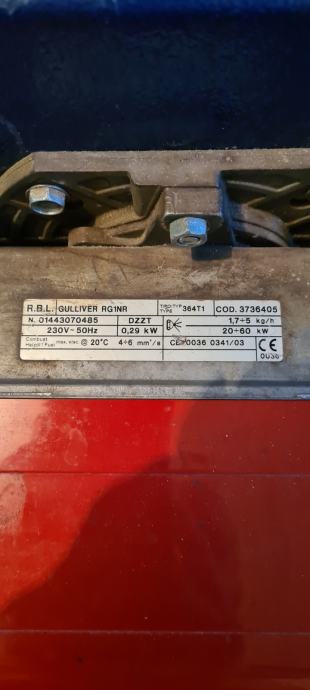 R.B.L. GULLIVER RG1NR TIPO/TYP TYPE 364T1 COD. 3736405
N. 01443070485 DZZT 1,7÷5 kg/h
230V~50Hz 0,29 kW 20÷60 kW
Combust Heizöl/Fuel max. visc @ 20°C 4÷6 mm²/s CE-0036 0341/03 CE
0036